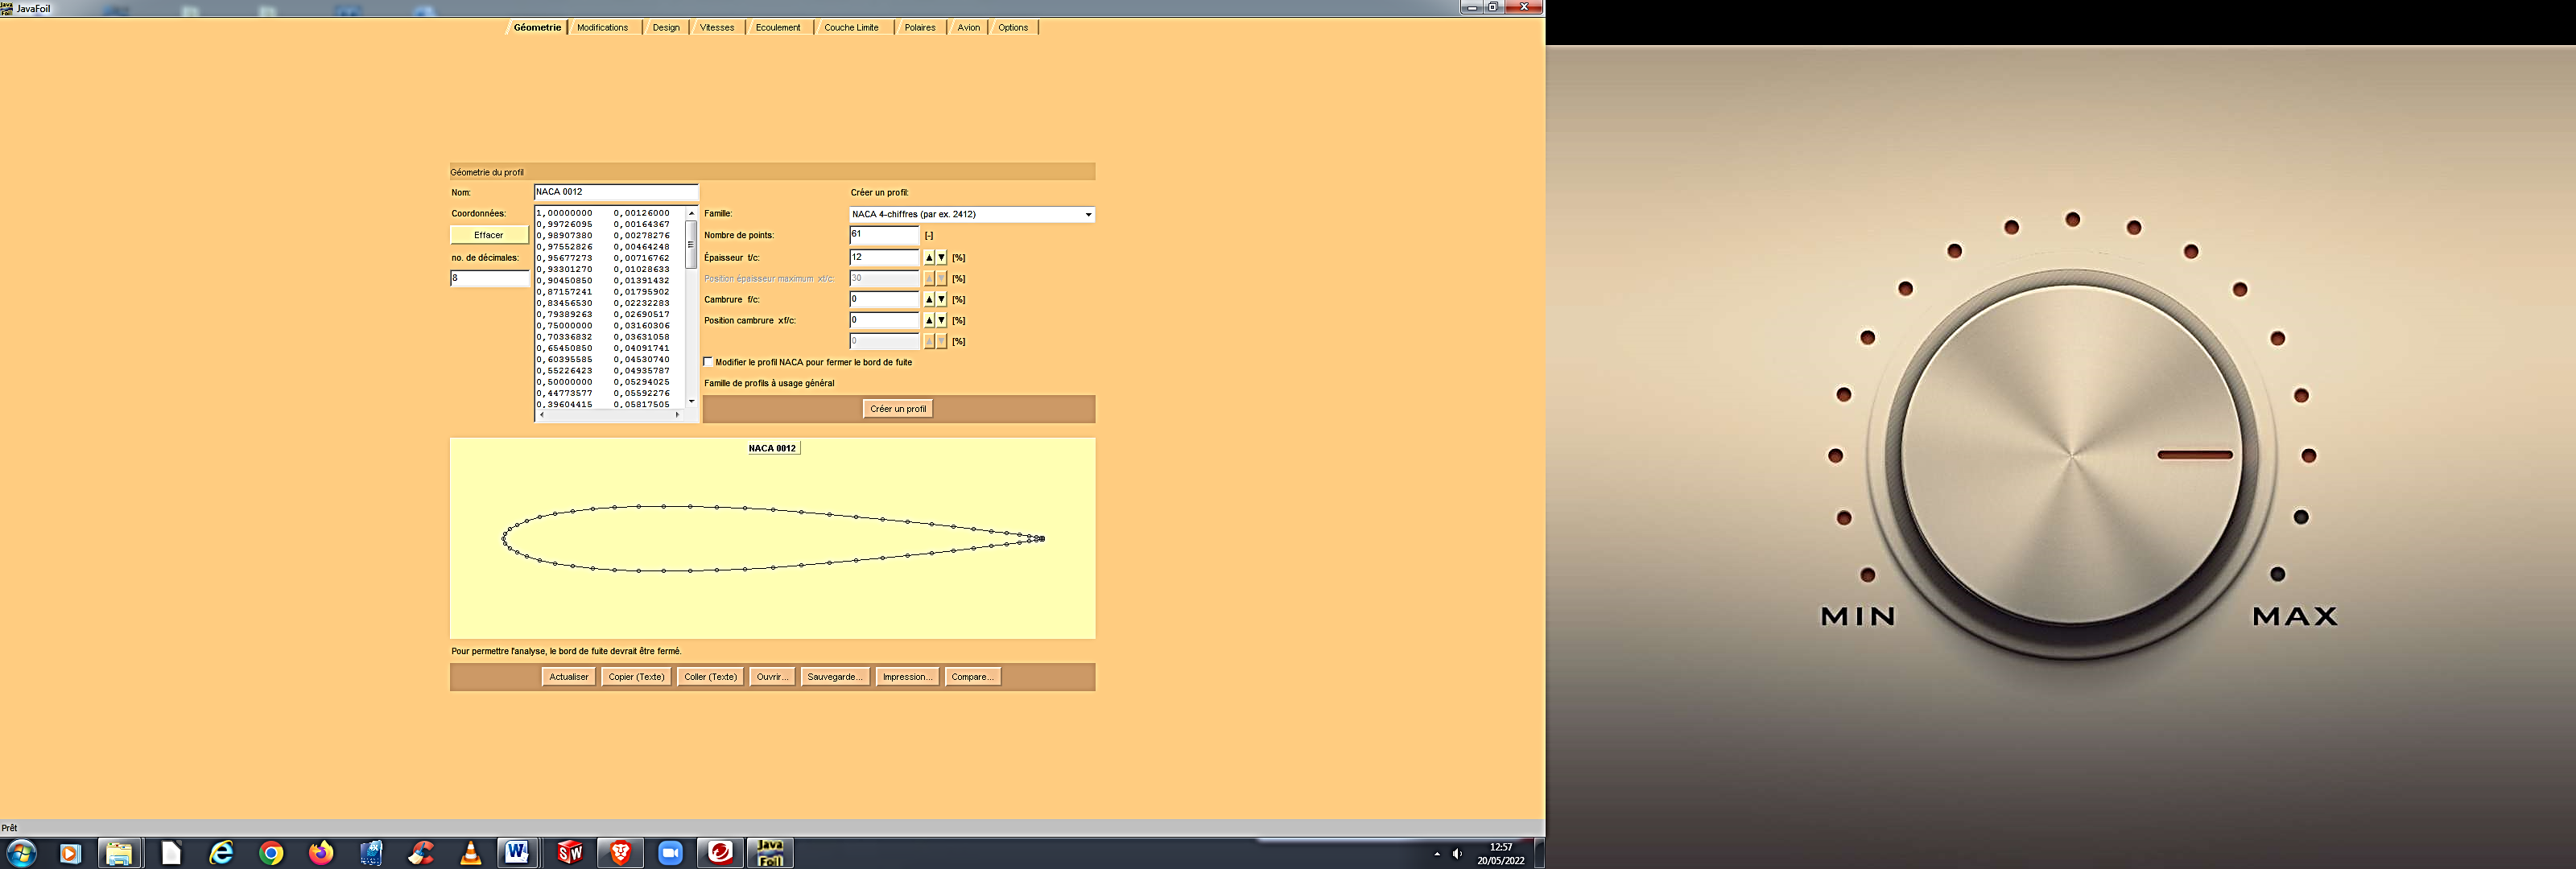 JavaFoil
Géometrie Modifications Design Vitesses Ecoulement Couche Limite Polaires Avion Options
Géometrie du profil
Nom: NACA 0012 Créer un profil:
Coordonnées:
Effacer
no. de décimales:
8
1,00000000 0,00126000
0,99726095 0,00164367
0,98907380 0,00278276
0,97552826 0,00464248
0,95677273 0,00716762
0,93301270 0,01028633
0,90450850 0,01391432
0,87157241 0,01795902
0,83456530 0,02232283
0,79389263 0,02690517
0,75000000 0,03160306
0,70336832 0,03631058
0,65450850 0,04091741
0,60395585 0,04530740
0,55226423 0,04935787
0,50000000 0,05294025
0,44773577 0,05592276
0,39604415 0,05817505
Famille: NACA 4-chiffres (par ex. 2412)
Nombre de points: 61 [-]
Épaisseur t/c: 12 [%]
Position épaisseur maximum xt/c: 30 [%]
Cambrure f/c: 0 [%]
Position cambrure xf/c: 0 [%]
0 [%]
Modifier le profil NACA pour fermer le bord de fuite
Famille de profils à usage général
Créer un profil
NACA 0012
Pour permettre l'analyse, le bord de fuite devrait être fermé.
Actualiser Copier (Texte) Coller (Texte) Ouvrir... Sauvegarde... Impression... Compare...
Prêt
W SW Java Foil
12:57
20/05/2022
MIN MAX